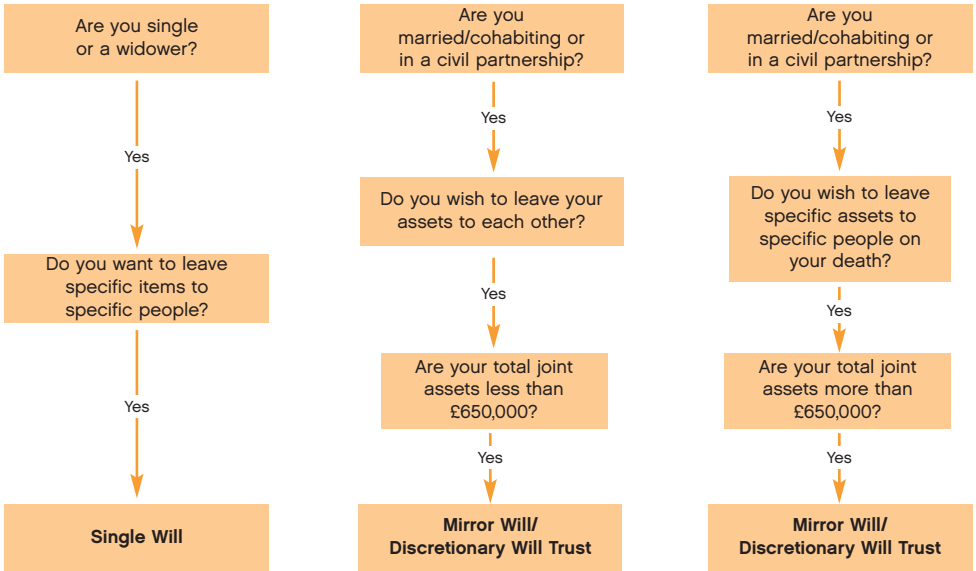 Are you single
or a widower?
Yes
Do you want to leave
specific items to
specific people?
Yes
Single Will
Are you
married/cohabiting or
in a civil partnership?
Yes
Do you wish to leave your
assets to each other?
Yes
Are your total joint
assets less than
£650,000?
Yes
Mirror Will/
Discretionary Will Trust
Are you
married/cohabiting or
in a civil partnership?
Yes
Do you wish to leave
specific assets to
specific people on
your death?
Yes
Are your total joint
assets more than
£650,000?
Yes
Mirror Will/
Discretionary Will Trust